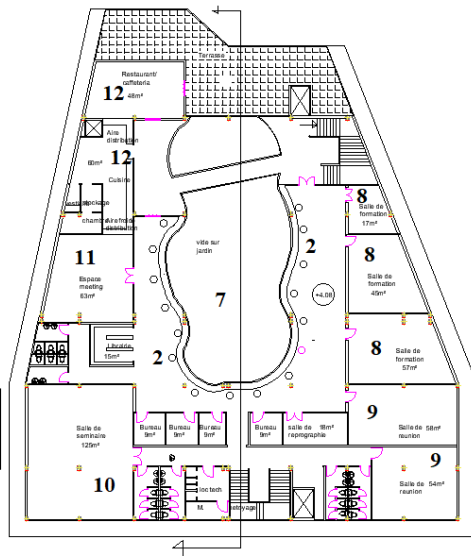 Terrasse
Restaurant/
caffeteria
12
48m²
Aire
distribution
60m²
12
Cuisine
stockage
chambre
Aire froide
distribution
8
Salle de
formation
17m²
2
vide sur
jardin
8
Salle de
formation
45m²
11
Espace
meeting
63m²
7
+4.08
Librairie
15m²
2
8
Salle de
formation
57m²
Bureau
9m²
Bureau
9m²
Bureau
9m²
Bureau
9m²
salle de 16m²
reprographie
9
Salle de 58m²
reunion
Salle de
seminaire
125m²
10
loc tech
M.
nettoyage
9
Salle de 54m²
reunion